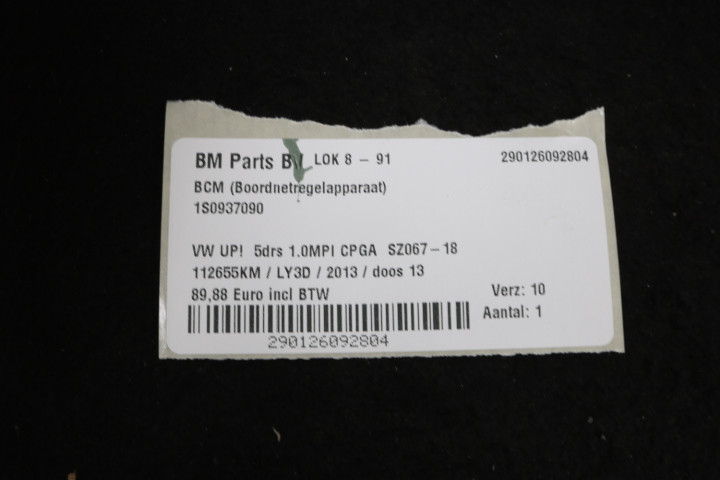 BM Parts BV LOK 8 - 91 290126092804
BCM (Boordnetregelapparaat)
1S0937090
VW UP! 5drs 1.0MPI CPGA SZ067-18
112655KM / LY3D / 2013 / doos 13
89,88 Euro incl BTW Verz: 10
Aantal: 1
290126092804